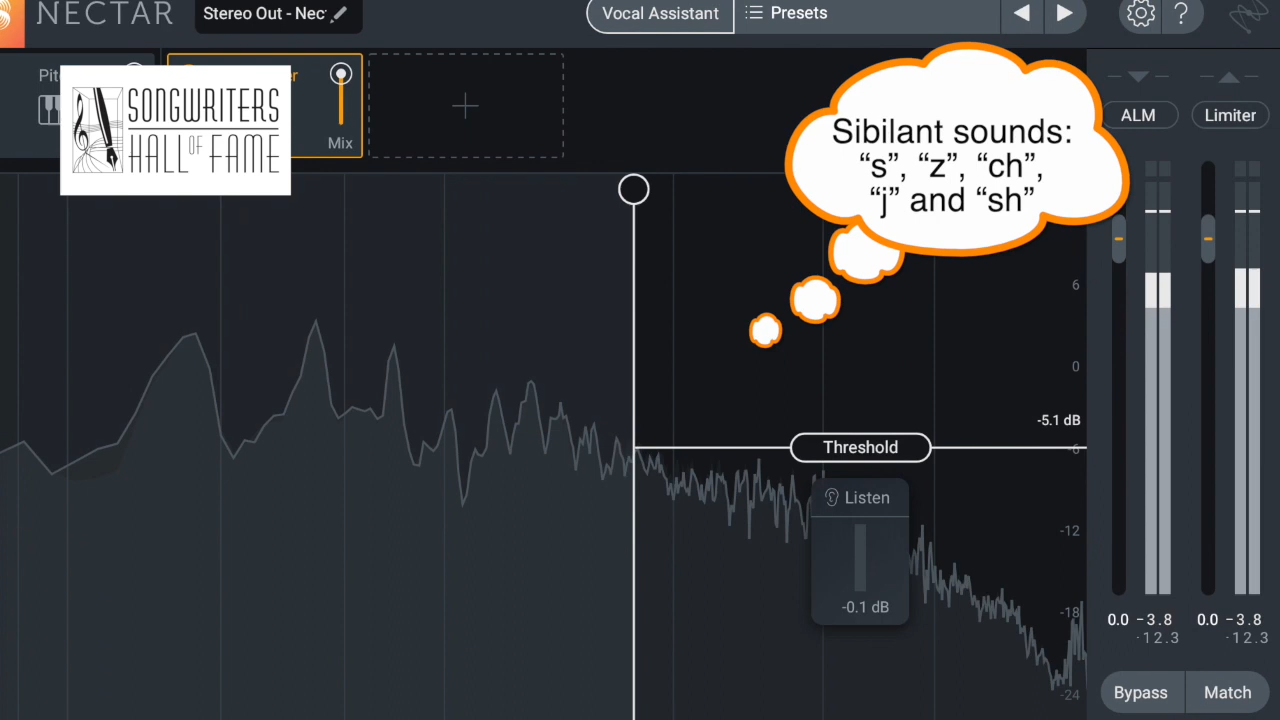 NECTAR
Stereo Out - Nec
Vocal Assistant
Presets
?
Pit
er
Mix
SONGWRITERS
HALL OF FAME
Sibilant sounds:
“s”, “z”, “ch”,
“j” and “sh”
ALM
Limiter
6
0
-5.1 dB
Threshold
-6
Listen
-12
-0.1 dB
-18
0.0 -3.8
-12.3
0.0 -3.8
-12.3
-24
Bypass
Match